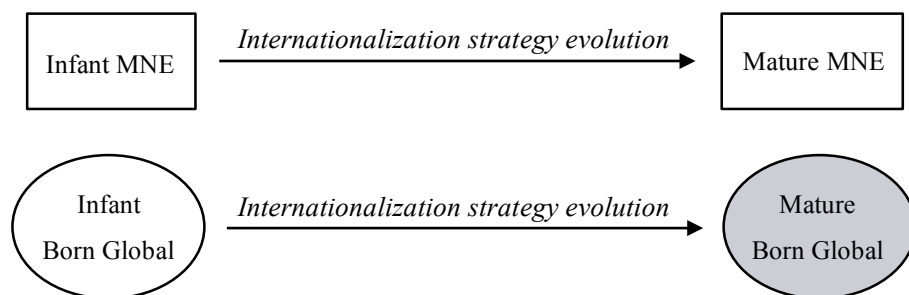 Infant MNE
Internationalization strategy evolution
Mature MNE
Infant
Born Global
Internationalization strategy evolution
Mature
Born Global